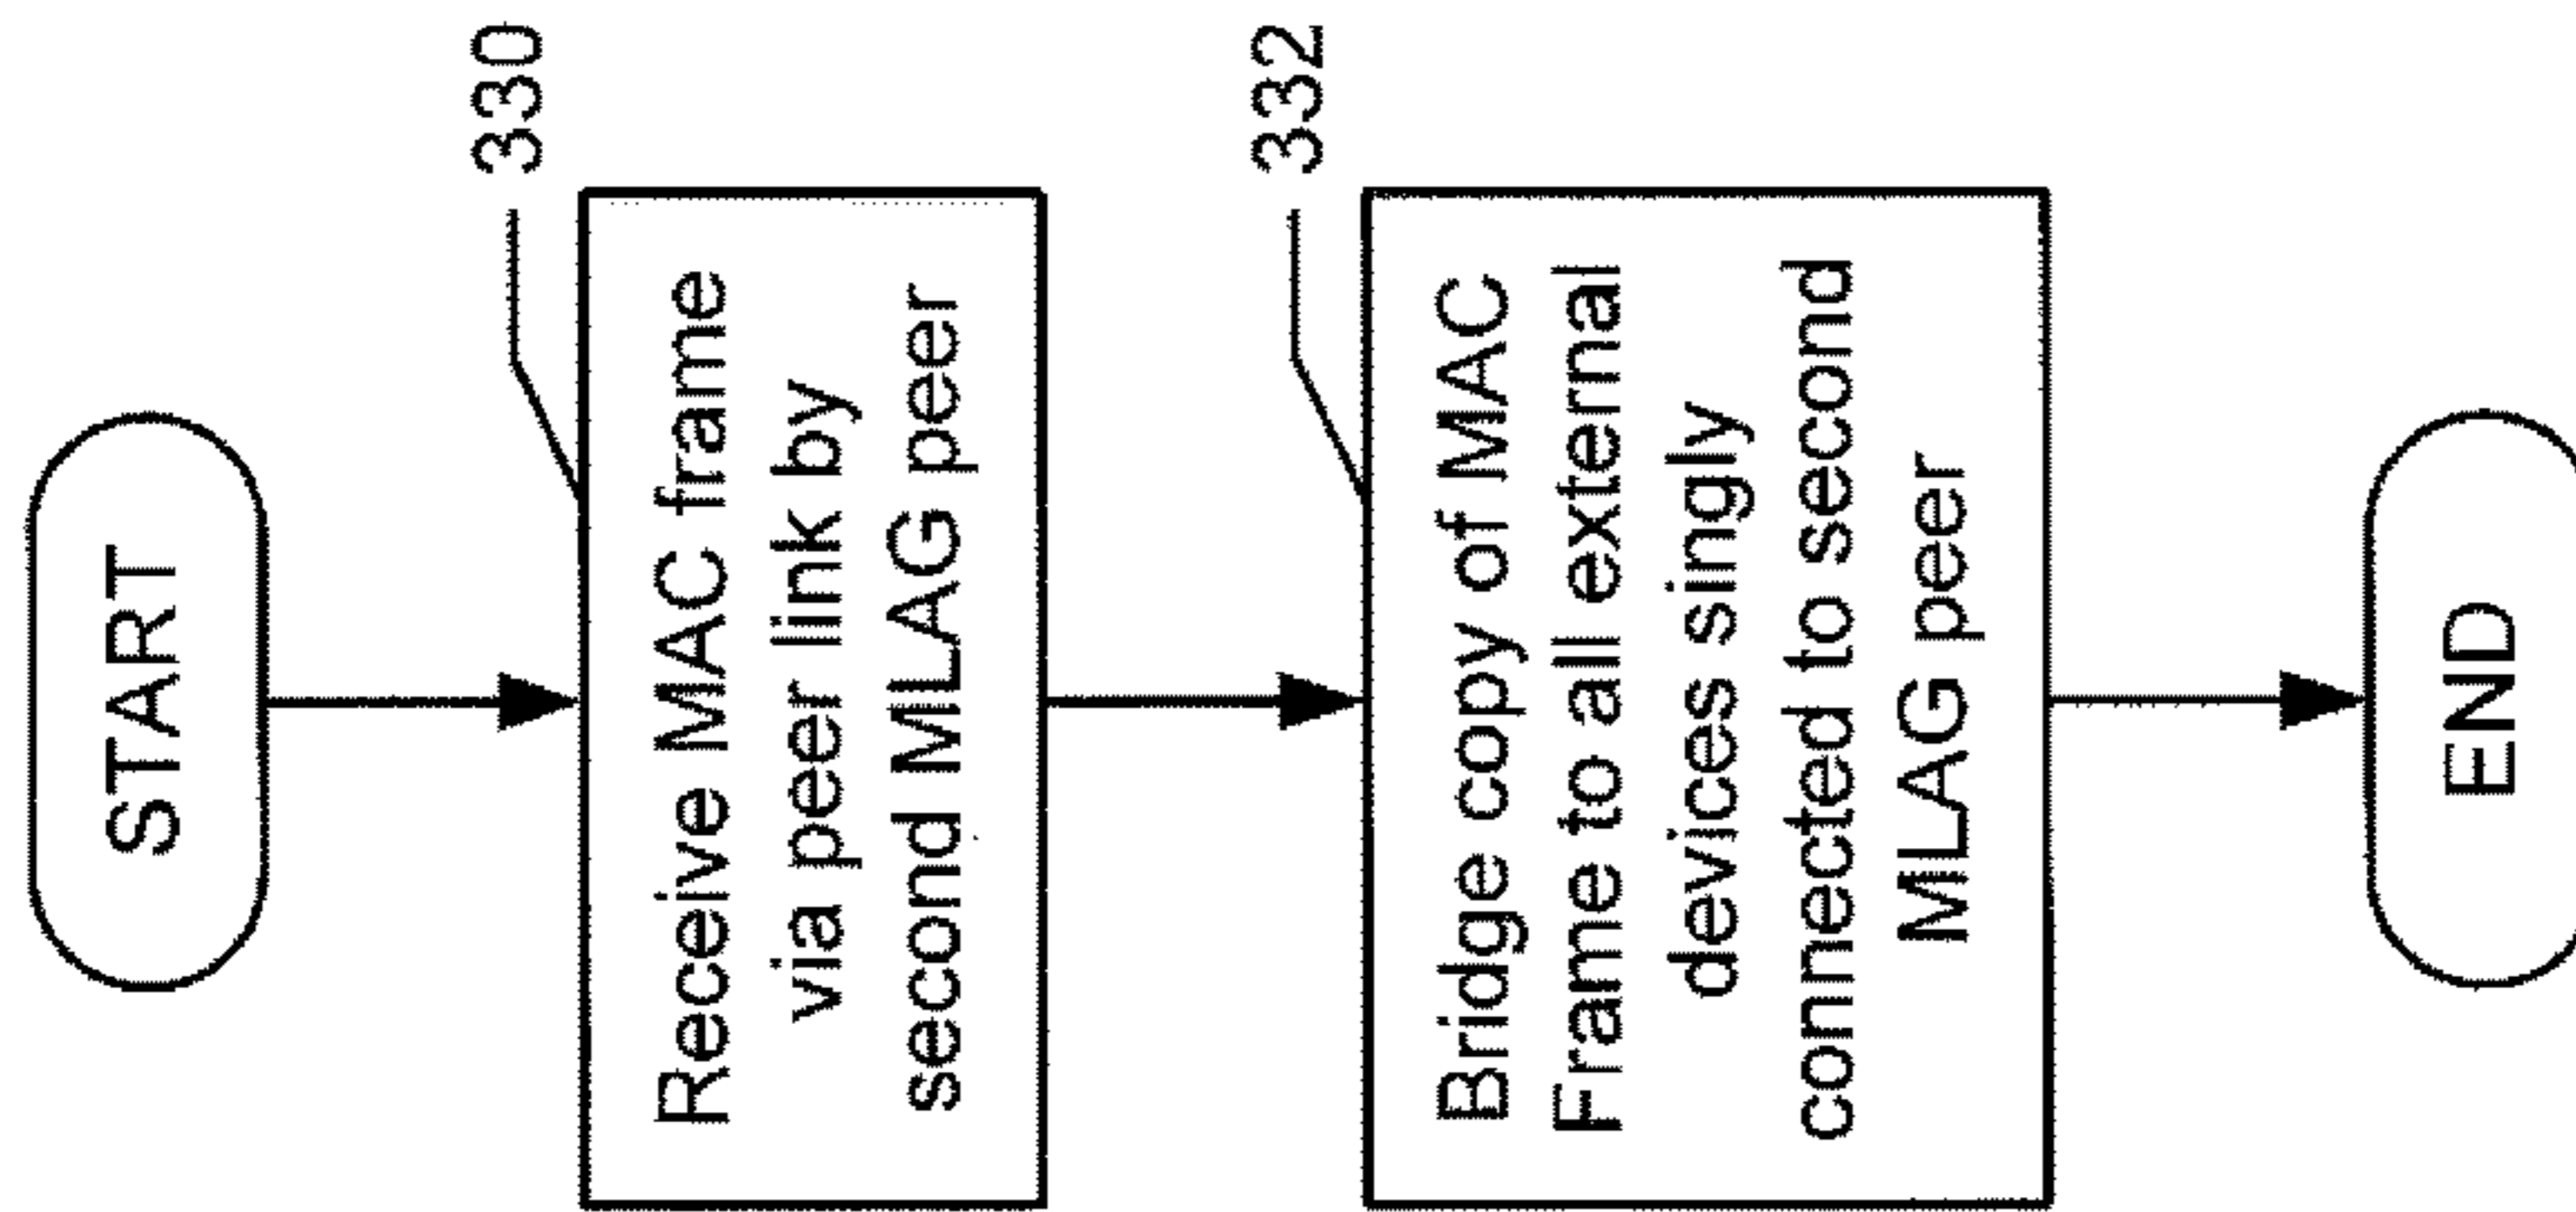 START
330
Receive MAC frame
via peer link by
second MLAG peer
332
Bridge copy of MAC
Frame to all external
devices singly
connected to second
MLAG peer
END